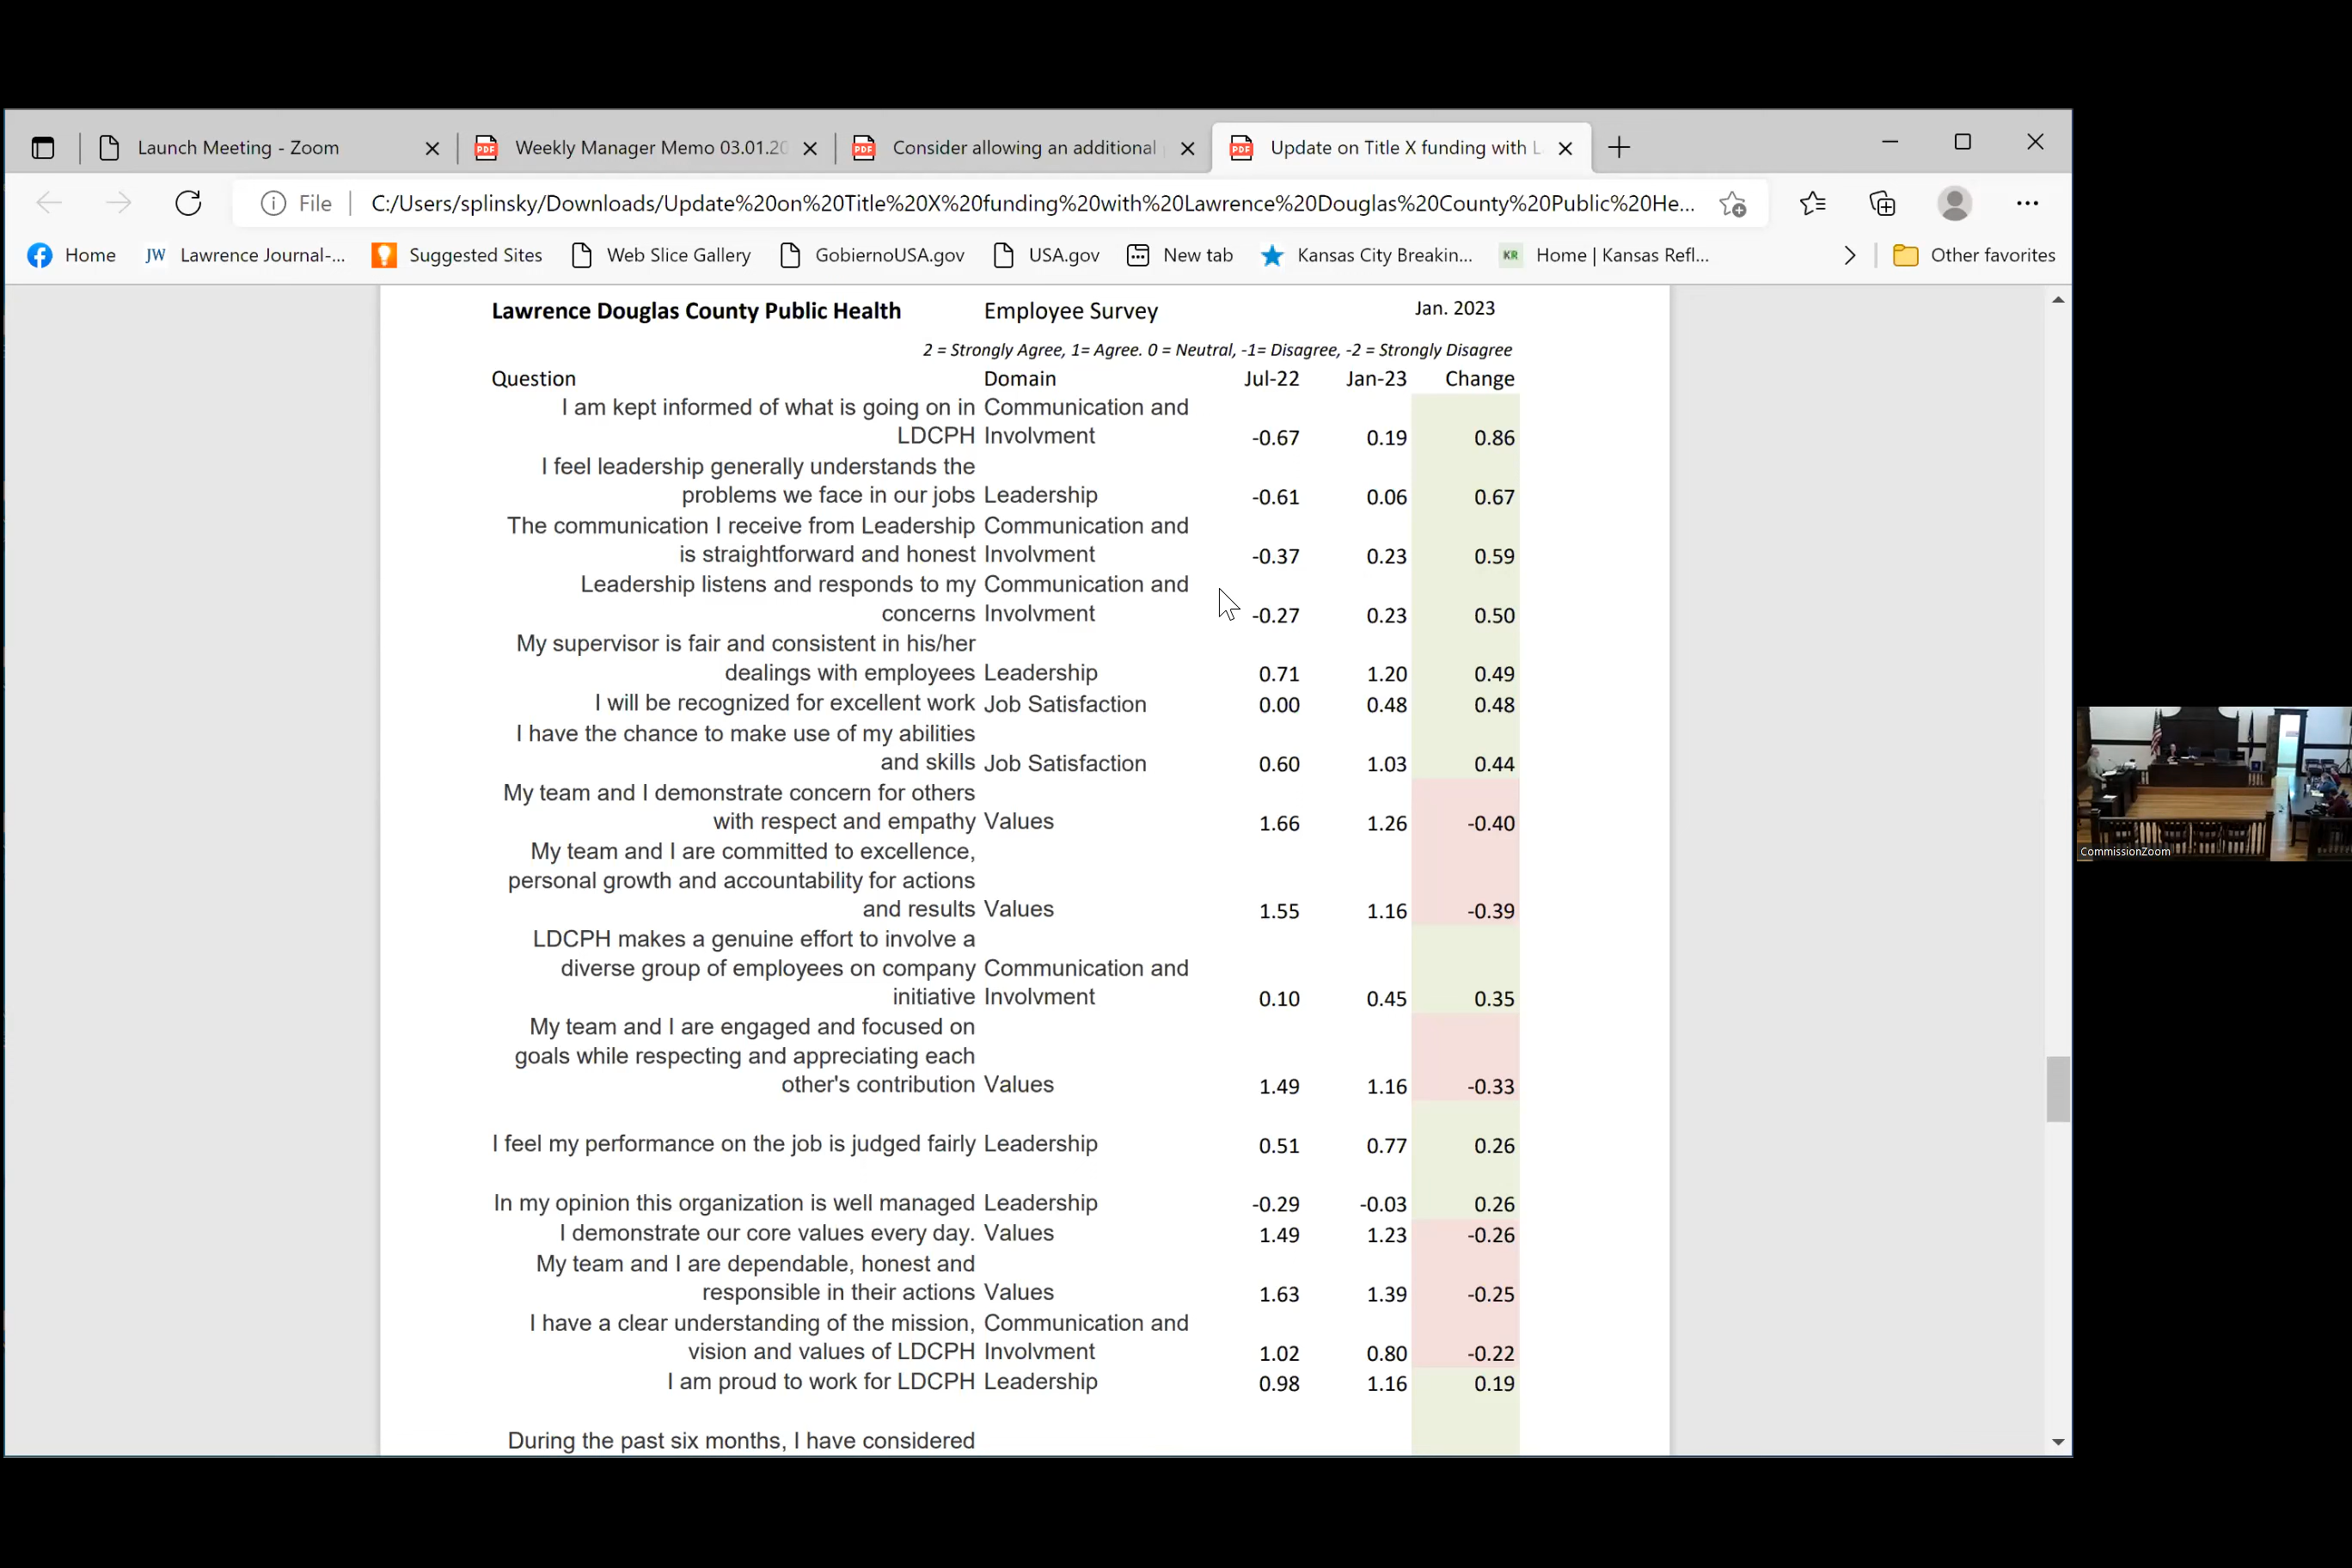 Launch Meeting - Zoom
Weekly Manager Memo 03.01.20
Consider allowing an additional
Update on Title X funding with L
File
C:/Users/splinsky/Downloads/Update%20on%20Title%20X%20funding%20with%20Lawrence%20Douglas%20County%20Public%20He...
Home
JW Lawrence Journal-...
Suggested Sites
Web Slice Gallery
GobiernoUSA.gov
USA.gov
New tab
Kansas City Breakin...
KR Home | Kansas Refl...
Other favorites
Lawrence Douglas County Public Health Employee Survey Jan. 2023
2 = Strongly Agree, 1= Agree. 0 = Neutral, -1= Disagree, -2 = Strongly Disagree
Question Domain Jul-22 Jan-23 Change
I am kept informed of what is going on in Communication and
LDCPH Involvment -0.67 0.19 0.86
I feel leadership generally understands the
problems we face in our jobs Leadership -0.61 0.06 0.67
The communication I receive from Leadership Communication and
is straightforward and honest Involvment -0.37 0.23 0.59
Leadership listens and responds to my Communication and
concerns Involvment -0.27 0.23 0.50
My supervisor is fair and consistent in his/her
dealings with employees Leadership 0.71 1.20 0.49
I will be recognized for excellent work Job Satisfaction 0.00 0.48 0.48
I have the chance to make use of my abilities
and skills Job Satisfaction 0.60 1.03 0.44
My team and I demonstrate concern for others
with respect and empathy Values 1.66 1.26 -0.40
My team and I are committed to excellence,
personal growth and accountability for actions
and results Values 1.55 1.16 -0.39
LDCPH makes a genuine effort to involve a
diverse group of employees on company Communication and
initiative Involvment 0.10 0.45 0.35
My team and I are engaged and focused on
goals while respecting and appreciating each
other's contribution Values 1.49 1.16 -0.33
I feel my performance on the job is judged fairly Leadership 0.51 0.77 0.26
In my opinion this organization is well managed Leadership -0.29 -0.03 0.26
I demonstrate our core values every day. Values 1.49 1.23 -0.26
My team and I are dependable, honest and
responsible in their actions Values 1.63 1.39 -0.25
I have a clear understanding of the mission, Communication and
vision and values of LDCPH Involvment 1.02 0.80 -0.22
I am proud to work for LDCPH Leadership 0.98 1.16 0.19
During the past six months, I have considered
CommissionZoom